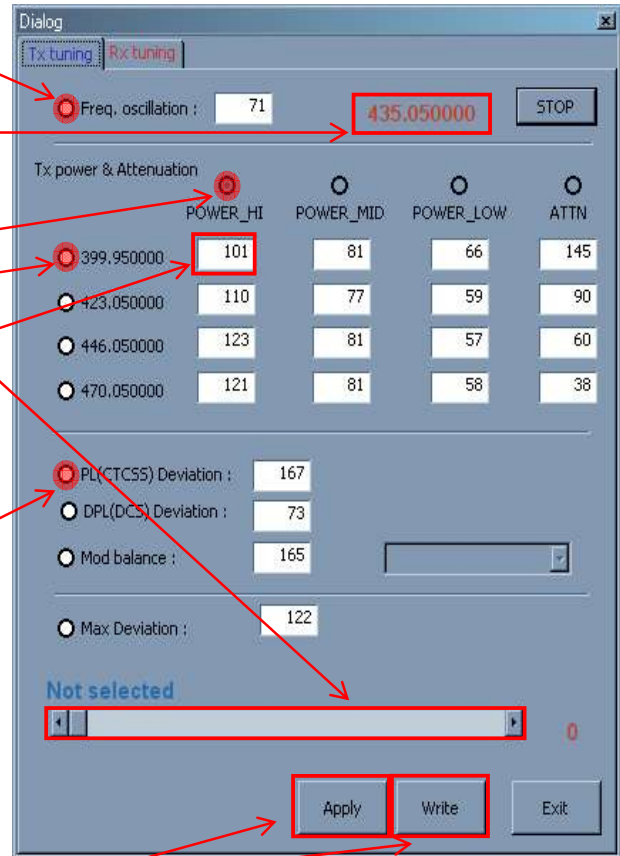 Dialog
Tx tuning Rx tuning
Freq. oscillation : 71 435.050000 STOP
Tx power & Attenuation
POWER_HI POWER_MID POWER_LOW ATTN
399.950000 101 81 66 145
423.050000 110 77 59 90
446.050000 123 81 57 60
470.050000 121 81 58 38
PL(CTCSS) Deviation : 167
DPL(DCS) Deviation : 73
Mod balance : 165
Max Deviation : 122
Not selected
0
Apply Write Exit